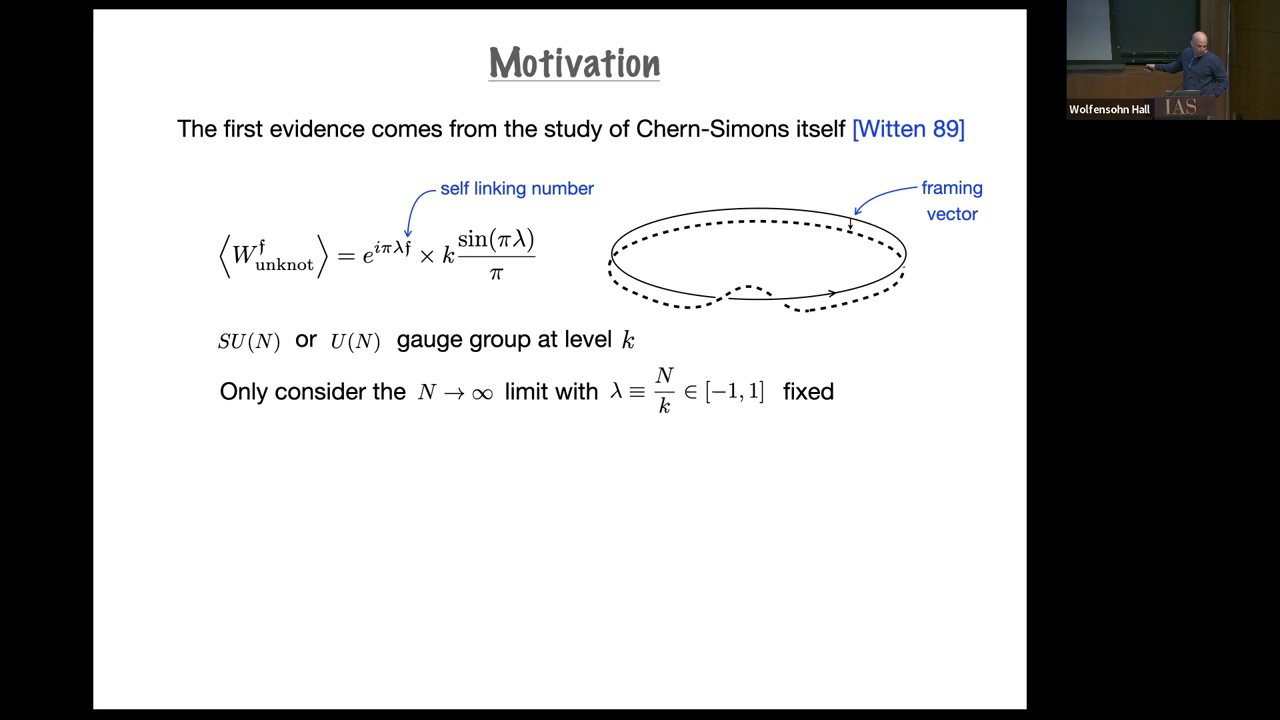 Motivation
The first evidence comes from the study of Chern-Simons itself [Witten 89]
self linking number
framing
vector
⟨W^𝔣_unknot⟩ = e^{iπλ𝔣} × k sin(πλ)/π
SU(N) or U(N) gauge group at level k
Only consider the N → ∞ limit with λ ≡ N/k ∈ [−1, 1] fixed
Wolfensohn Hall
IAS